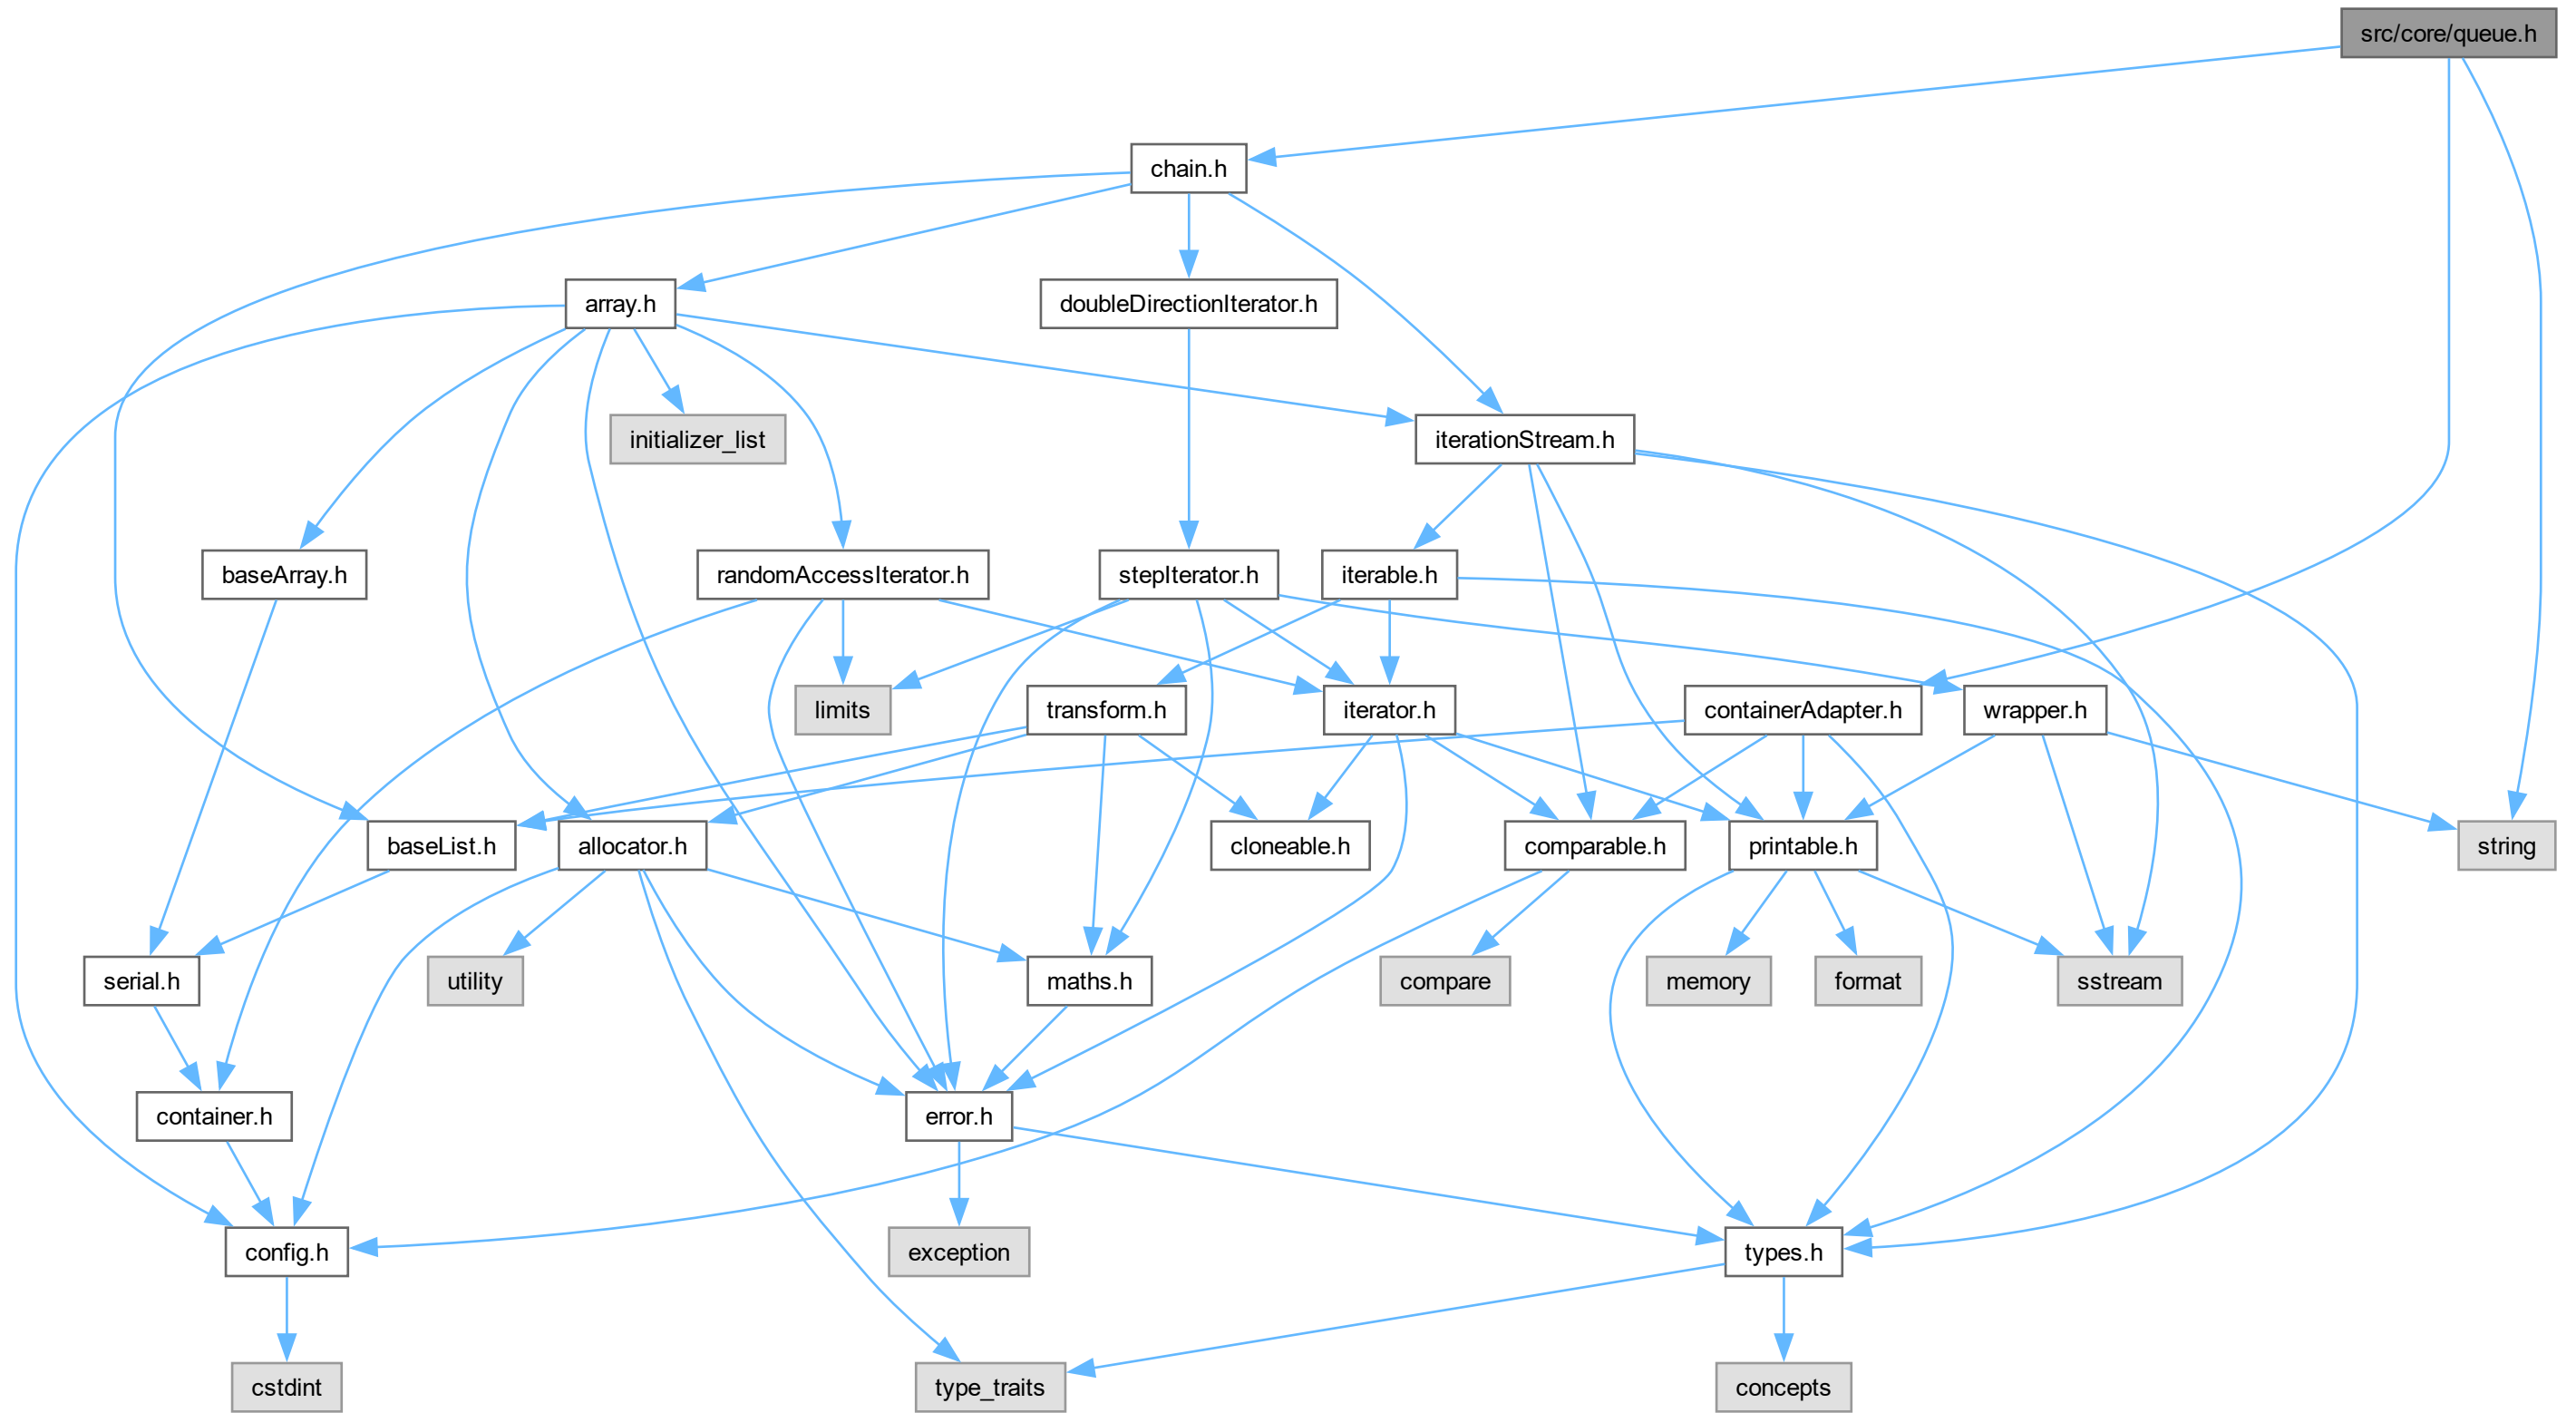 src/core/queue.h
chain.h
array.h
doubleDirectionIterator.h
initializer_list
iterationStream.h
baseArray.h
randomAccessIterator.h
stepIterator.h
iterable.h
limits
transform.h
iterator.h
containerAdapter.h
wrapper.h
baseList.h
allocator.h
cloneable.h
comparable.h
printable.h
string
serial.h
utility
maths.h
compare
memory
format
sstream
container.h
error.h
config.h
exception
types.h
cstdint
type_traits
concepts